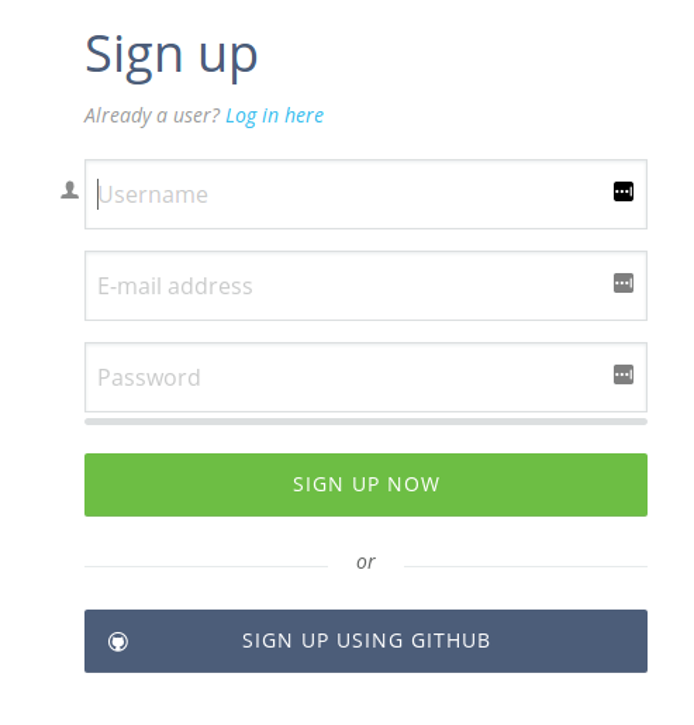 Sign up
Already a user? Log in here
Username
E-mail address
Password
SIGN UP NOW
or
SIGN UP USING GITHUB